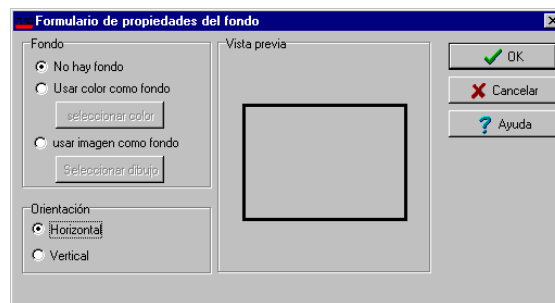 Formulario de propiedades del fondo
Fondo
No hay fondo
Usar color como fondo
seleccionar color
usar imagen como fondo
Seleccionar dibujo
Orientación
Horizontal
Vertical
Vista previa
OK
Cancelar
Ayuda